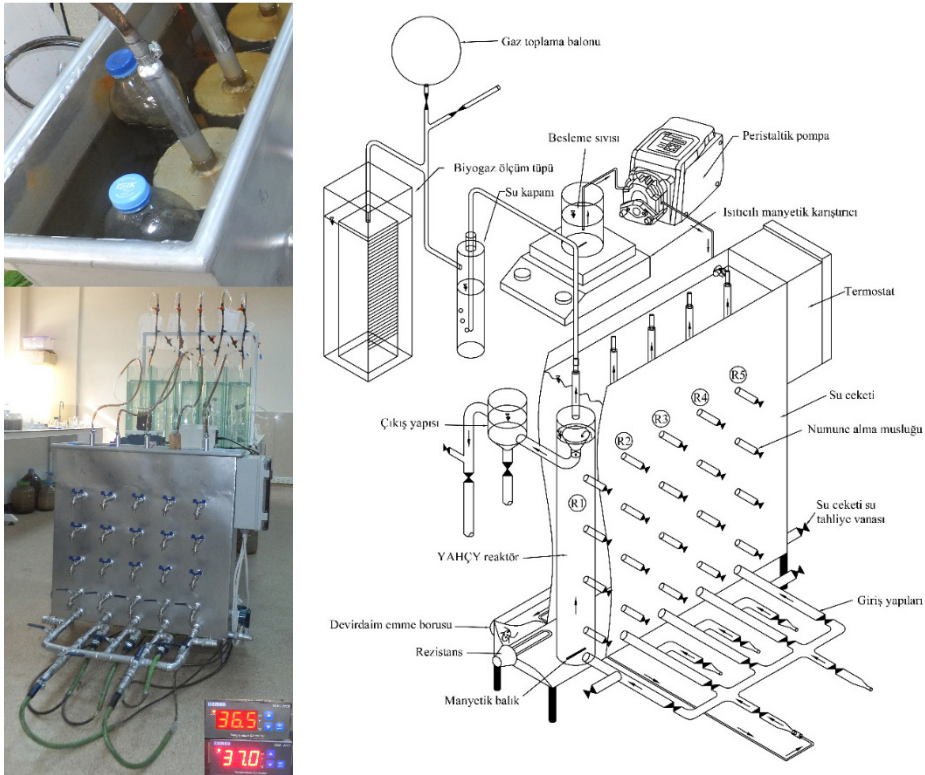 Gaz toplama balonu
Besleme sıvısı
Peristaltik pompa
Biyogaz ölçüm tüpü
Su kapanı
Isıtıcılı manyetik karıştırıcı
Termostat
R5
Su ceketi
R4
Çıkış yapısı
R3
Numune alma musluğu
R2
R1
Su ceketi su
tahliye vanası
YAHÇY reaktör
Giriş yapıları
Devirdaim emme borusu
Rezistans
Manyetik balık
36.5
37.0